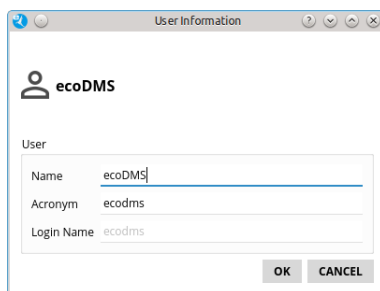 User Information
ecoDMS
User
Name ecoDMS
Acronym ecodms
Login Name ecodms
OK CANCEL